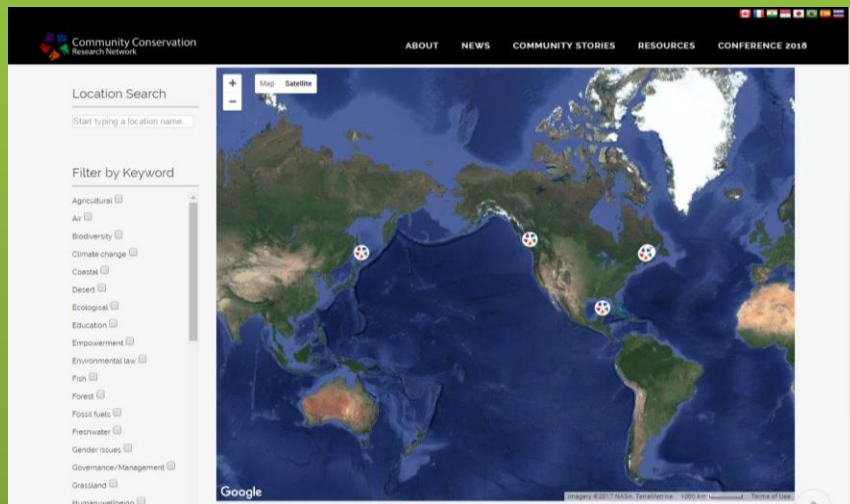 Community Conservation
Research Network
ABOUT NEWS COMMUNITY STORIES RESOURCES CONFERENCE 2018
Location Search
Start typing a location name...
Filter by Keyword
Agricultural
Air
Biodiversity
Climate change
Coastal
Desert
Ecological
Education
Empowerment
Environmental law
Fish
Forest
Fossil fuels
Freshwater
Gender issues
Governance/Management
Grassland
Human wellbeing
+
−
Map Satellite
Google
Imagery ©2017 NASA, TerraMetrics 1000 km Terms of Use